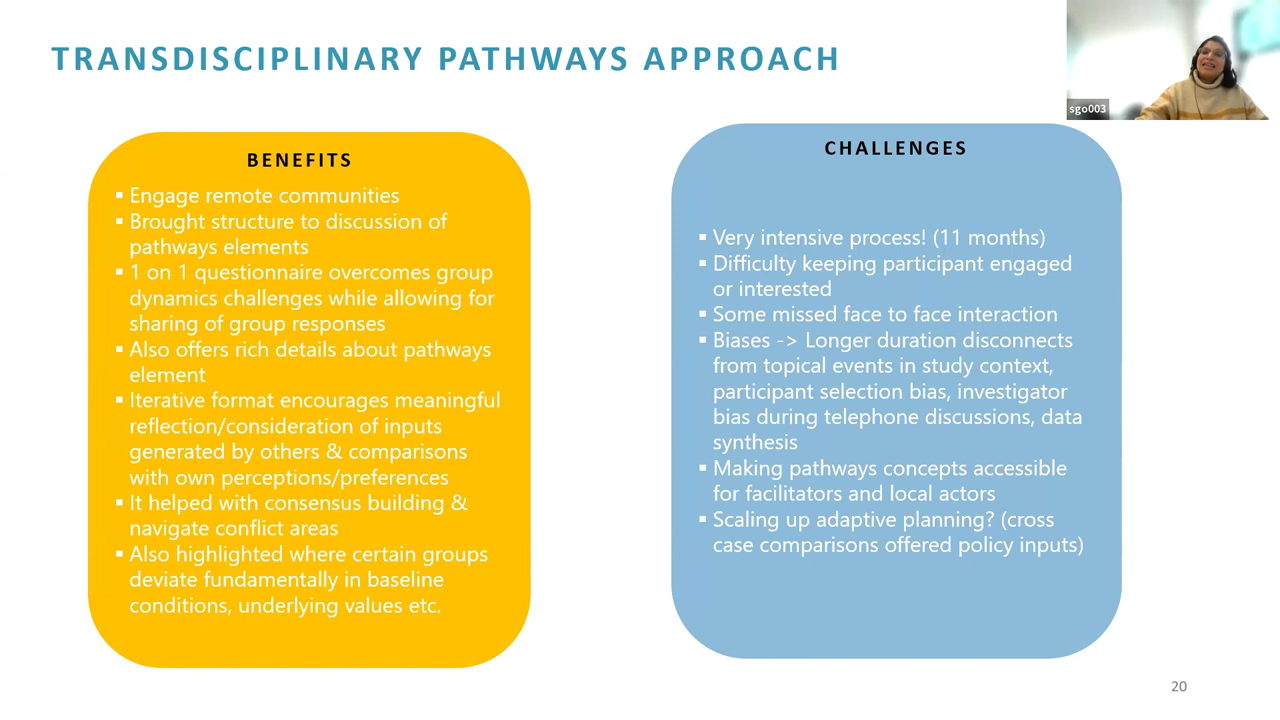 TRANSDISCIPLINARY PATHWAYS APPROACH
sgo003
BENEFITS
▪ Engage remote communities
▪ Brought structure to discussion of
pathways elements
▪ 1 on 1 questionnaire overcomes group
dynamics challenges while allowing for
sharing of group responses
▪ Also offers rich details about pathways
element
▪ Iterative format encourages meaningful
reflection/consideration of inputs
generated by others & comparisons
with own perceptions/preferences
▪ It helped with consensus building &
navigate conflict areas
▪ Also highlighted where certain groups
deviate fundamentally in baseline
conditions, underlying values etc.
CHALLENGES
▪ Very intensive process! (11 months)
▪ Difficulty keeping participant engaged
or interested
▪ Some missed face to face interaction
▪ Biases -> Longer duration disconnects
from topical events in study context,
participant selection bias, investigator
bias during telephone discussions, data
synthesis
▪ Making pathways concepts accessible
for facilitators and local actors
▪ Scaling up adaptive planning? (cross
case comparisons offered policy inputs)
20